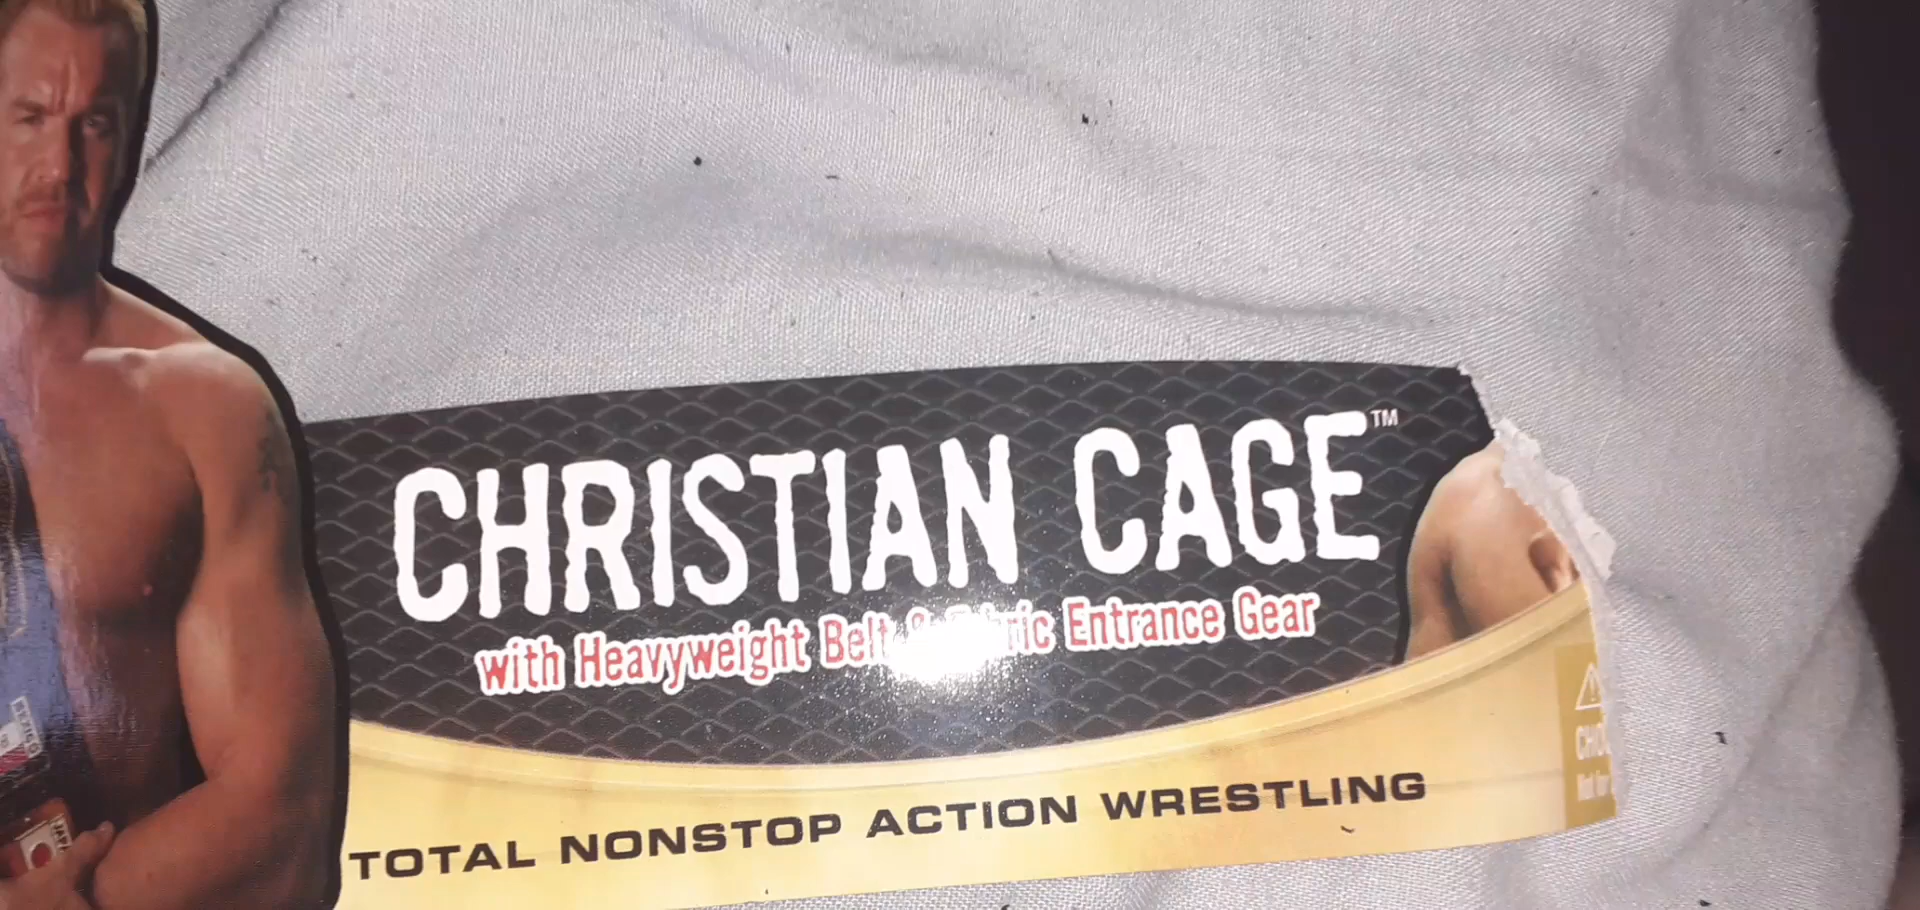 CHRISTIAN CAGE™
with Heavyweight Belt & Entrance Gear
TOTAL NONSTOP ACTION WRESTLING